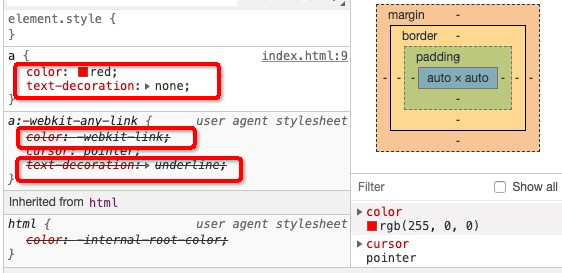 element.style {
}
a {
index.html:9
color: red;
text-decoration: none;
}
a:-webkit-any-link {
user agent stylesheet
color: -webkit-link;
cursor: pointer;
text-decoration: underline;
}
Inherited from html
html {
user agent stylesheet
color: -internal-root-color;
}
margin -
border -
padding -
- - - auto × auto - - -
-
-
-
Filter
Show all
color
rgb(255, 0, 0)
cursor
pointer